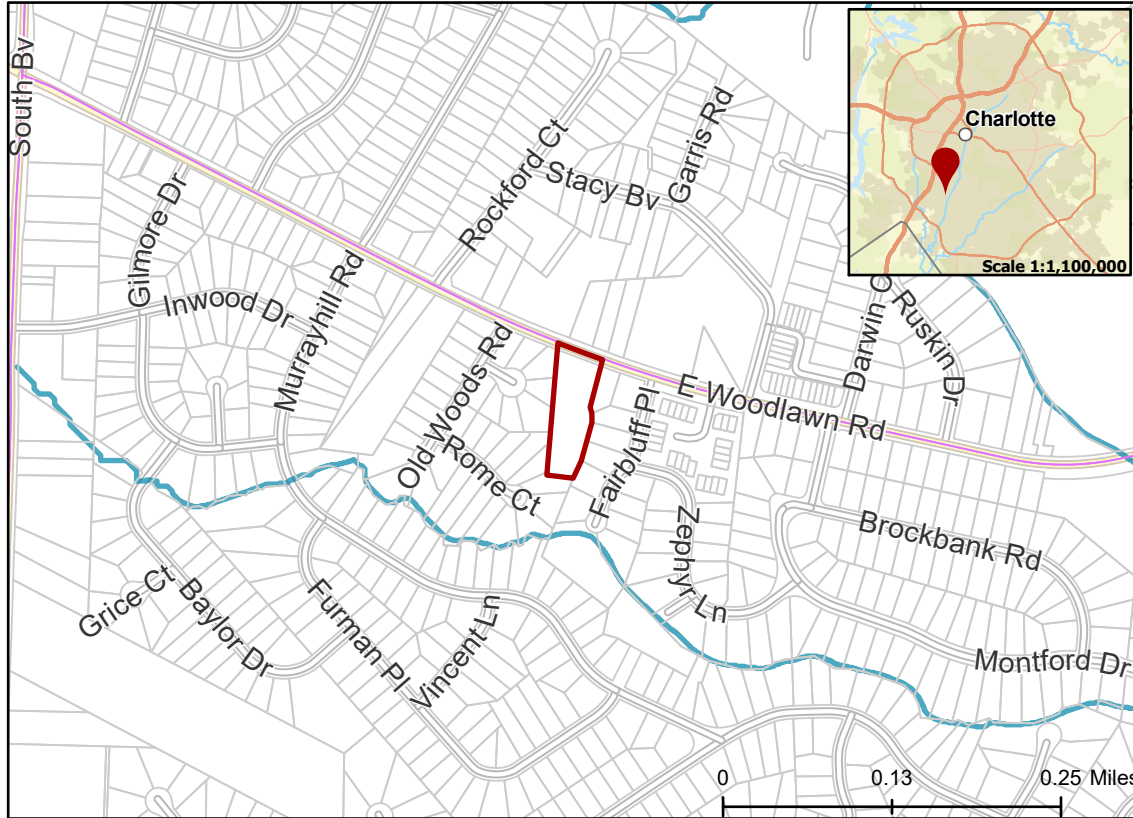 South Bv
Gilmore Dr
Inwood Dr
Murrayhill Rd
Rockford Ct
Stacy Bv
Garris Rd
Charlotte
Scale 1:1,100,000
Old Woods Rd
Rome Ct
Fairbluff Pl
E Woodlawn Rd
Darwin C
Ruskin Dr
Zephyr Ln
Brockbank Rd
Montford Dr
Grice Ct
Baylor Dr
Furman Pl
Vincent Ln
0 0.13 0.25 Miles